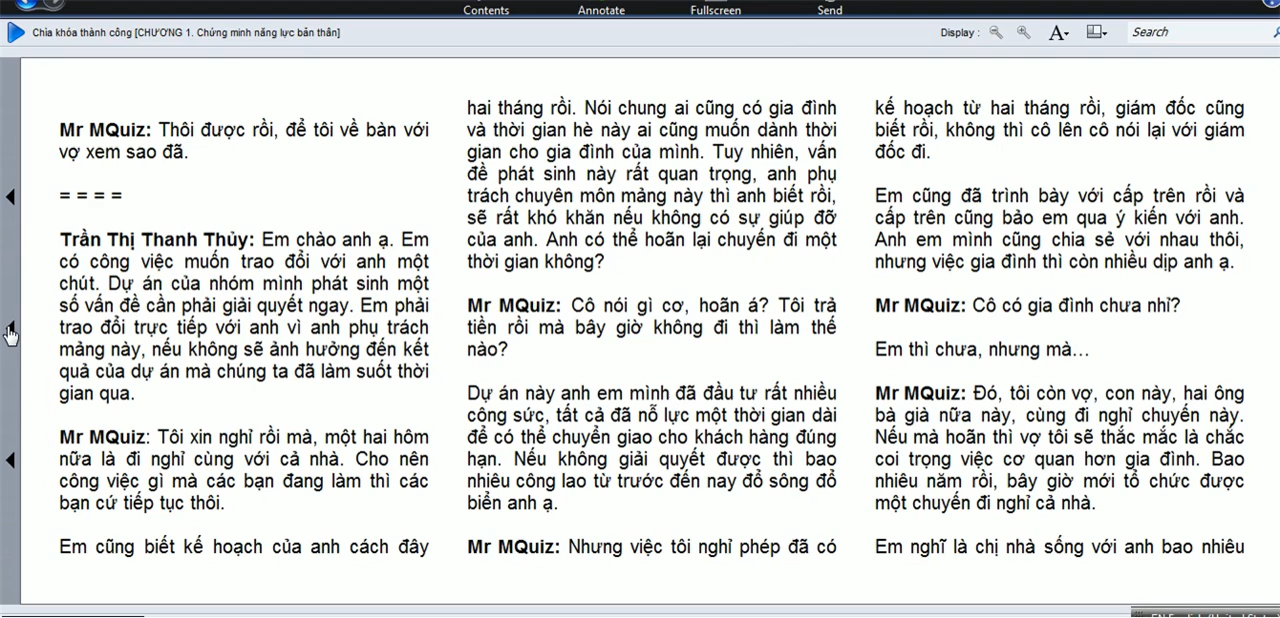 Contents
Annotate
Fullscreen
Send
Chìa khóa thành công [CHƯƠNG 1. Chứng minh năng lực bản thân]
Display :
A
Search
Mr MQuiz: Thôi được rồi, để tôi về bàn với
vợ xem sao đã.
= = = =
Trần Thị Thanh Thủy: Em chào anh ạ. Em
có công việc muốn trao đổi với anh một
chút. Dự án của nhóm mình phát sinh một
số vấn đề cần phải giải quyết ngay. Em phải
trao đổi trực tiếp với anh vì anh phụ trách
mảng này, nếu không sẽ ảnh hưởng đến kết
quả của dự án mà chúng ta đã làm suốt thời
gian qua.
Mr MQuiz: Tôi xin nghỉ rồi mà, một hai hôm
nữa là đi nghỉ cùng với cả nhà. Cho nên
công việc gì mà các bạn đang làm thì các
bạn cứ tiếp tục thôi.
Em cũng biết kế hoạch của anh cách đây
hai tháng rồi. Nói chung ai cũng có gia đình
và thời gian hè này ai cũng muốn dành thời
gian cho gia đình của mình. Tuy nhiên, vấn
đề phát sinh này rất quan trọng, anh phụ
trách chuyên môn mảng này thì anh biết rồi,
sẽ rất khó khăn nếu không có sự giúp đỡ
của anh. Anh có thể hoãn lại chuyến đi một
thời gian không?
Mr MQuiz: Cô nói gì cơ, hoãn á? Tôi trả
tiền rồi mà bây giờ không đi thì làm thế
nào?
Dự án này anh em mình đã đầu tư rất nhiều
công sức, tất cả đã nỗ lực một thời gian dài
để có thể chuyển giao cho khách hàng đúng
hạn. Nếu không giải quyết được thì bao
nhiêu công lao từ trước đến nay đổ sông đổ
biển anh ạ.
Mr MQuiz: Nhưng việc tôi nghỉ phép đã có
kế hoạch từ hai tháng rồi, giám đốc cũng
biết rồi, không thì cô lên cô nói lại với giám
đốc đi.
Em cũng đã trình bày với cấp trên rồi và
cấp trên cũng bảo em qua ý kiến với anh.
Anh em mình cũng chia sẻ với nhau thôi,
nhưng việc gia đình thì còn nhiều dịp anh ạ.
Mr MQuiz: Cô có gia đình chưa nhỉ?
Em thì chưa, nhưng mà...
Mr MQuiz: Đó, tôi còn vợ, con này, hai ông
bà già nữa này, cùng đi nghỉ chuyến này.
Nếu mà hoãn thì vợ tôi sẽ thắc mắc là chắc
coi trọng việc cơ quan hơn gia đình. Bao
nhiêu năm rồi, bây giờ mới tổ chức được
một chuyến đi nghỉ cả nhà.
Em nghĩ là chị nhà sống với anh bao nhiêu